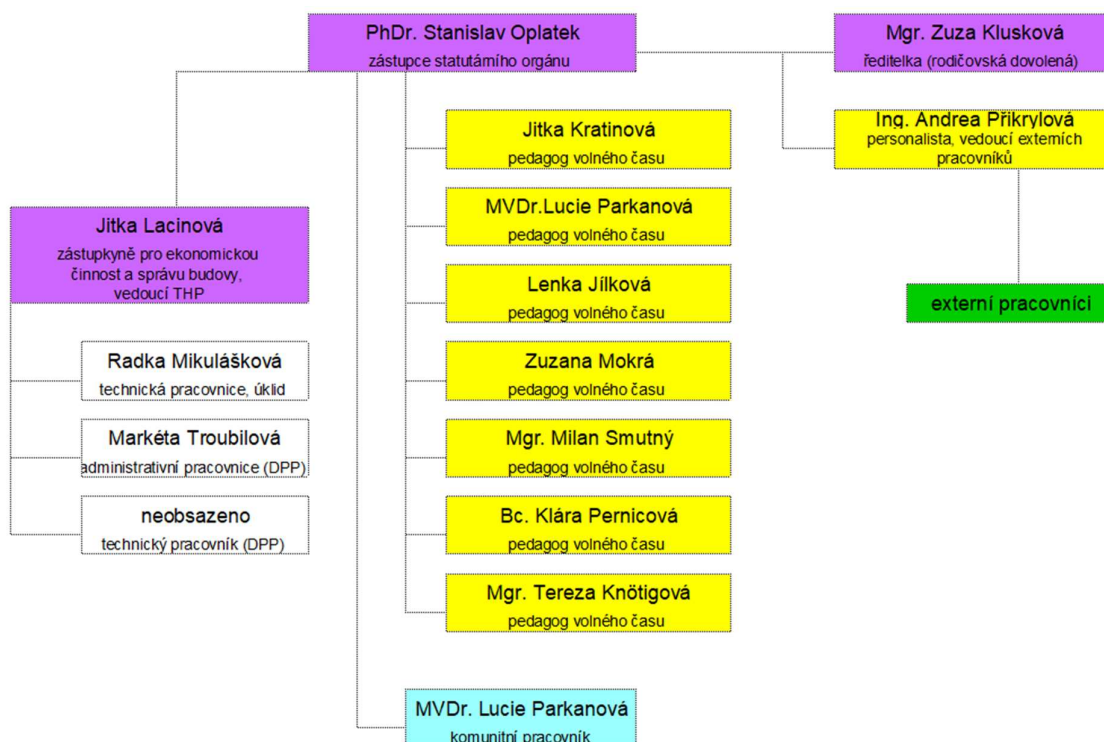 PhDr. Stanislav Oplatek
zástupce statutárního orgánu
Mgr. Zuza Klusková
ředitelka (rodičovská dovolená)
Ing. Andrea Přikrylová
personalista, vedoucí externích
pracovníků
externí pracovníci
Jitka Lacinová
zástupkyně pro ekonomickou
činnost a správu budovy,
vedoucí THP
Radka Mikulášková
technická pracovnice, úklid
Markéta Troubilová
administrativní pracovnice (DPP)
neobsazeno
technický pracovník (DPP)
Jitka Kratinová
pedagog volného času
MVDr.Lucie Parkanová
pedagog volného času
Lenka Jílková
pedagog volného času
Zuzana Mokrá
pedagog volného času
Mgr. Milan Smutný
pedagog volného času
Bc. Klára Pernicová
pedagog volného času
Mgr. Tereza Knötigová
pedagog volného času
MVDr. Lucie Parkanová
komunitní pracovník